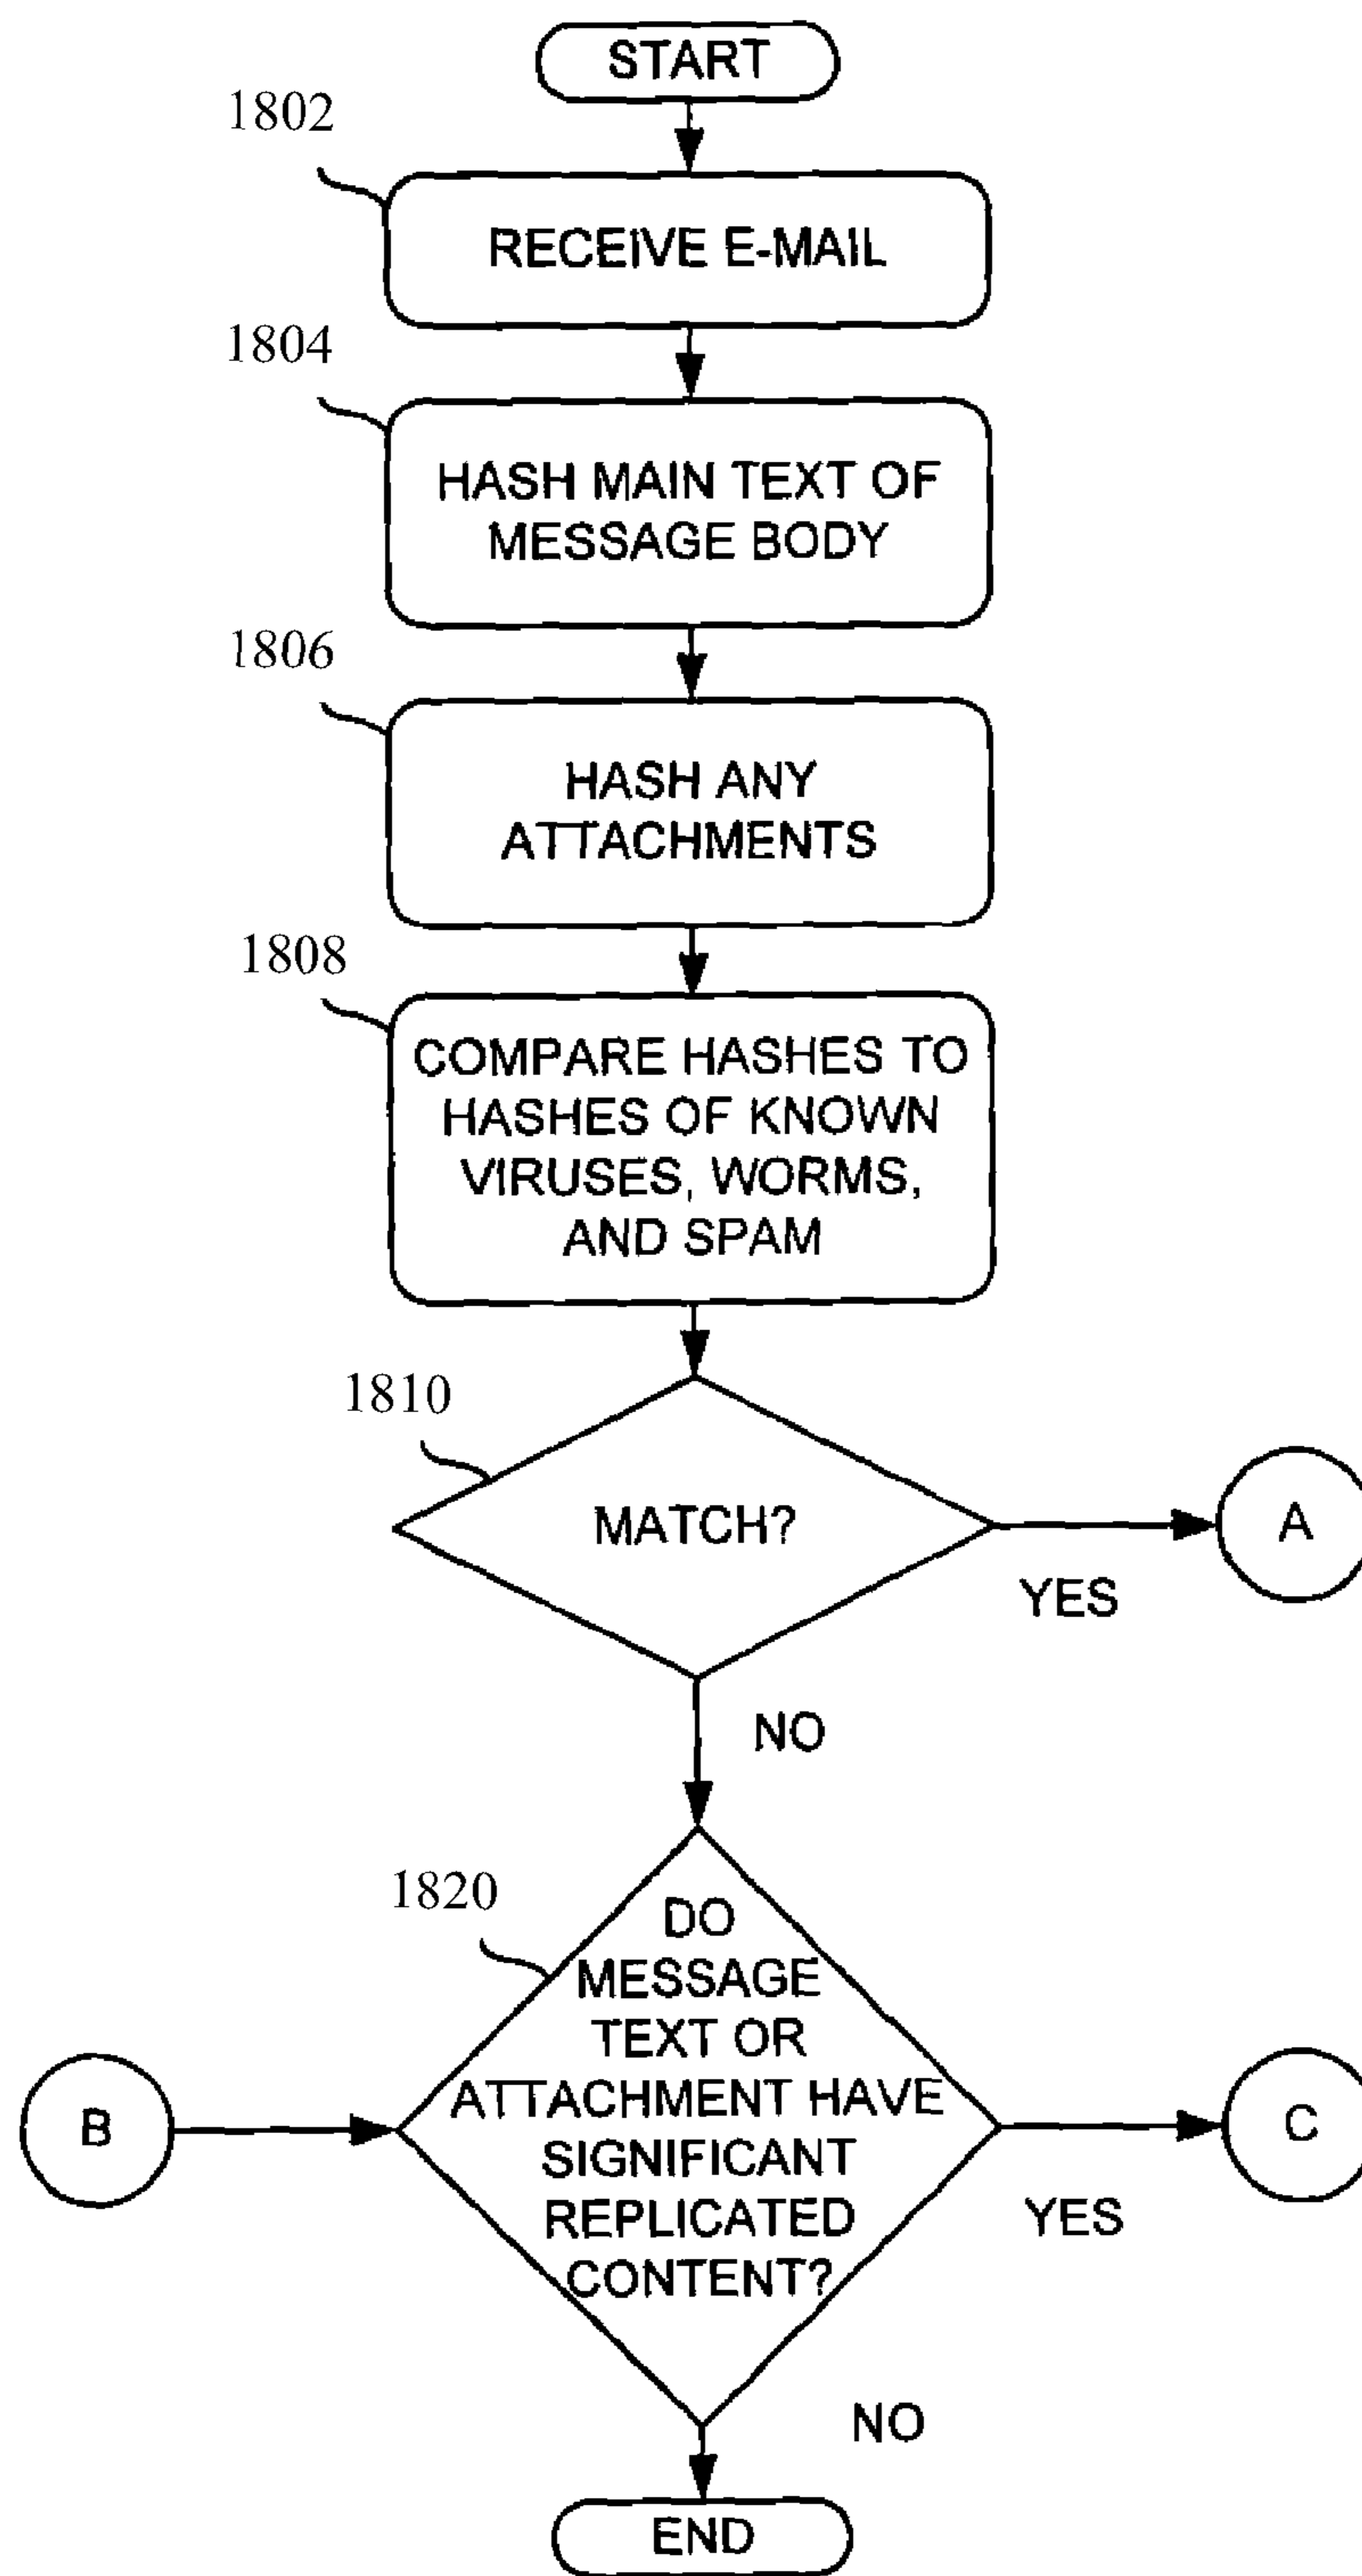 START
1802
RECEIVE E-MAIL
1804
HASH MAIN TEXT OF
MESSAGE BODY
1806
HASH ANY
ATTACHMENTS
1808
COMPARE HASHES TO
HASHES OF KNOWN
VIRUSES, WORMS,
AND SPAM
1810
MATCH?
A
YES
NO
1820
DO
MESSAGE
TEXT OR
ATTACHMENT HAVE
SIGNIFICANT
REPLICATED
CONTENT?
B
C
YES
NO
END